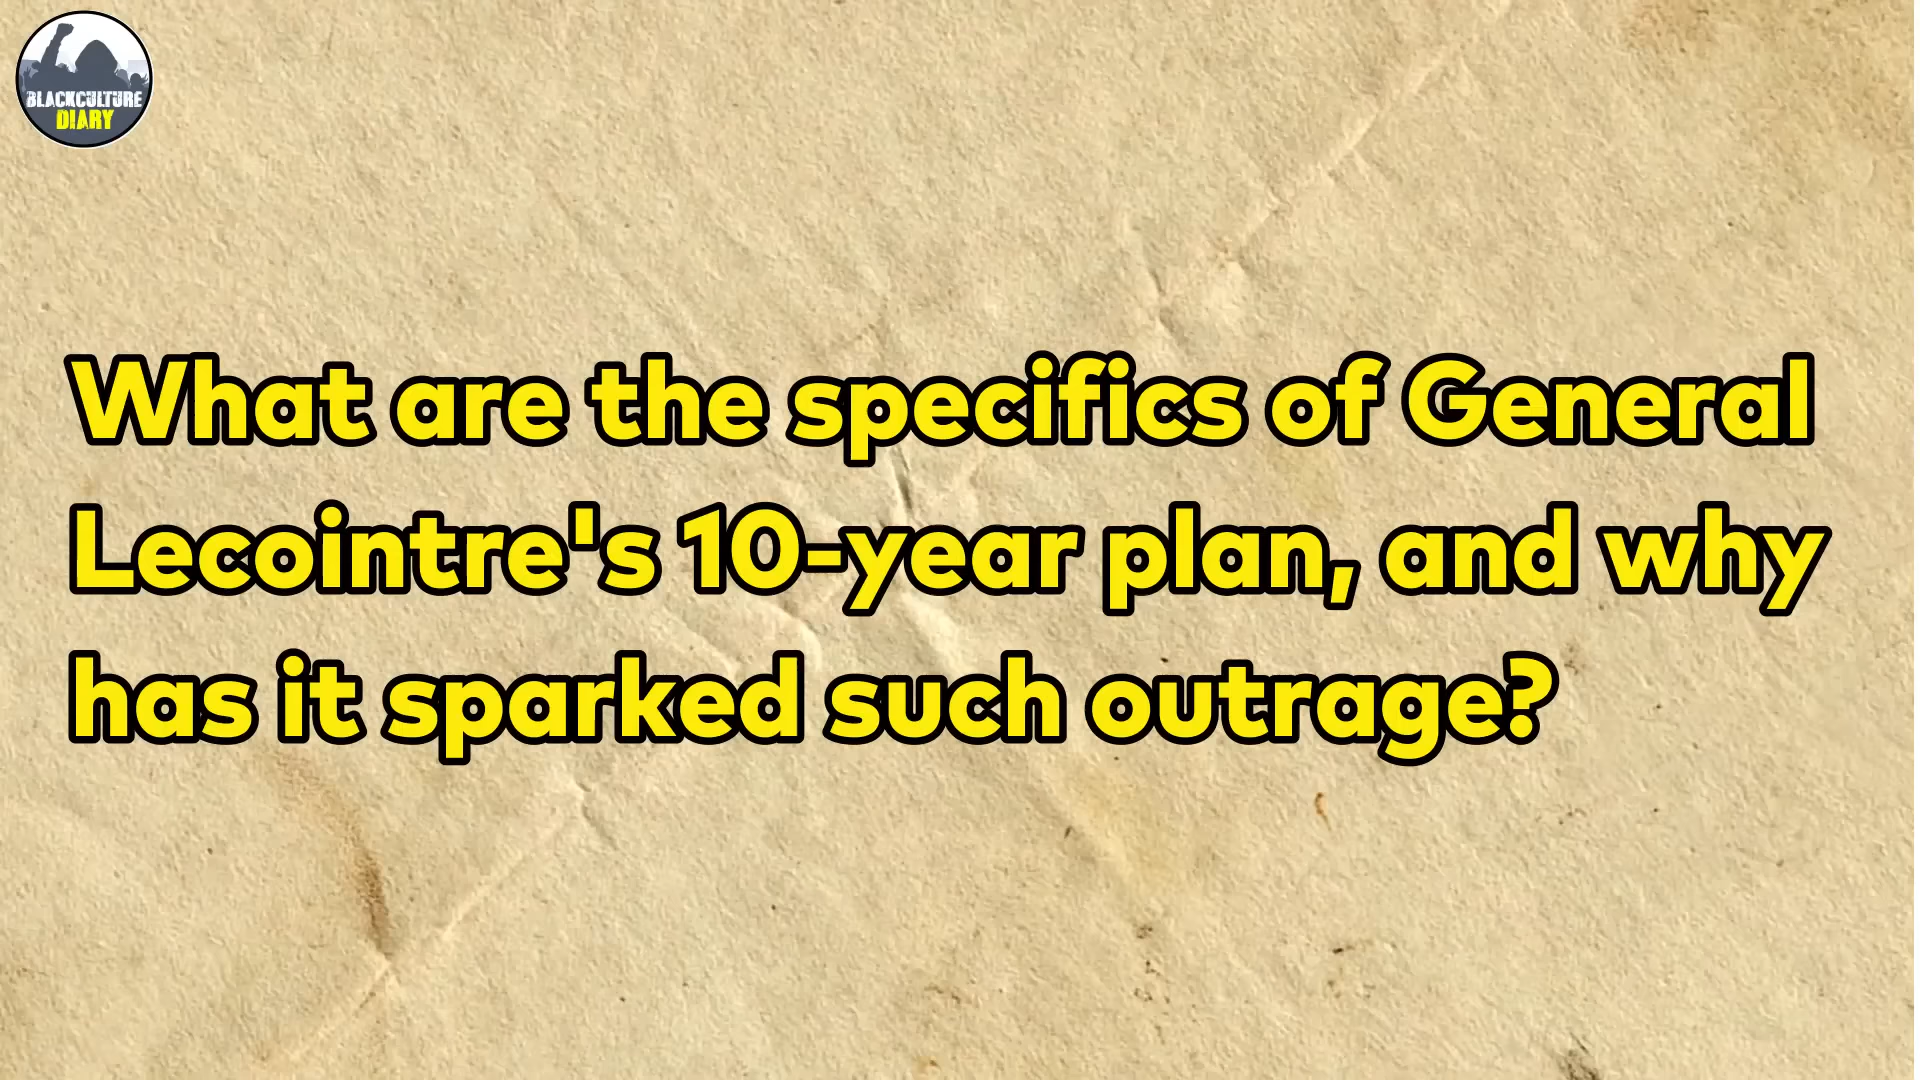 BLACKCULTURE
DIARY
What are the specifics of General
Lecointre's 10-year plan, and why
has it sparked such outrage?